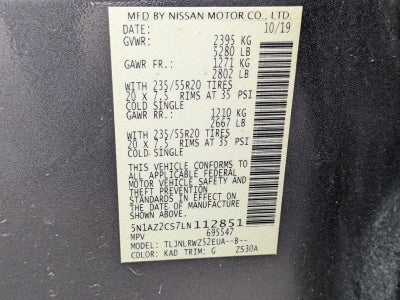 MFD BY NISSAN MOTOR CO., LTD.
DATE: 10/19
GVWR: 2395 KG
5280 LB
GAWR FR.: 1271 KG
2802 LB
WITH 235/55R20 TIRES
20 X 7.5 RIMS AT 35 PSI
COLD SINGLE
GAWR RR.: 1210 KG
2667 LB
WITH 235/55R20 TIRES
20 X 7.5 RIMS AT 35 PSI
COLD SINGLE
THIS VEHICLE CONFORMS TO
ALL APPLICABLE FEDERAL
MOTOR VEHICLE SAFETY AND
THEFT PREVENTION
STANDARDS IN EFFECT ON
THE DATE OF MANUFACTURE
SHOWN ABOVE.
5N1AZ2CS7LN112851
MPV 695547
MODEL: TLJNLRWZ52EUA--B--
COLOR: KAD TRIM: G ZS30A